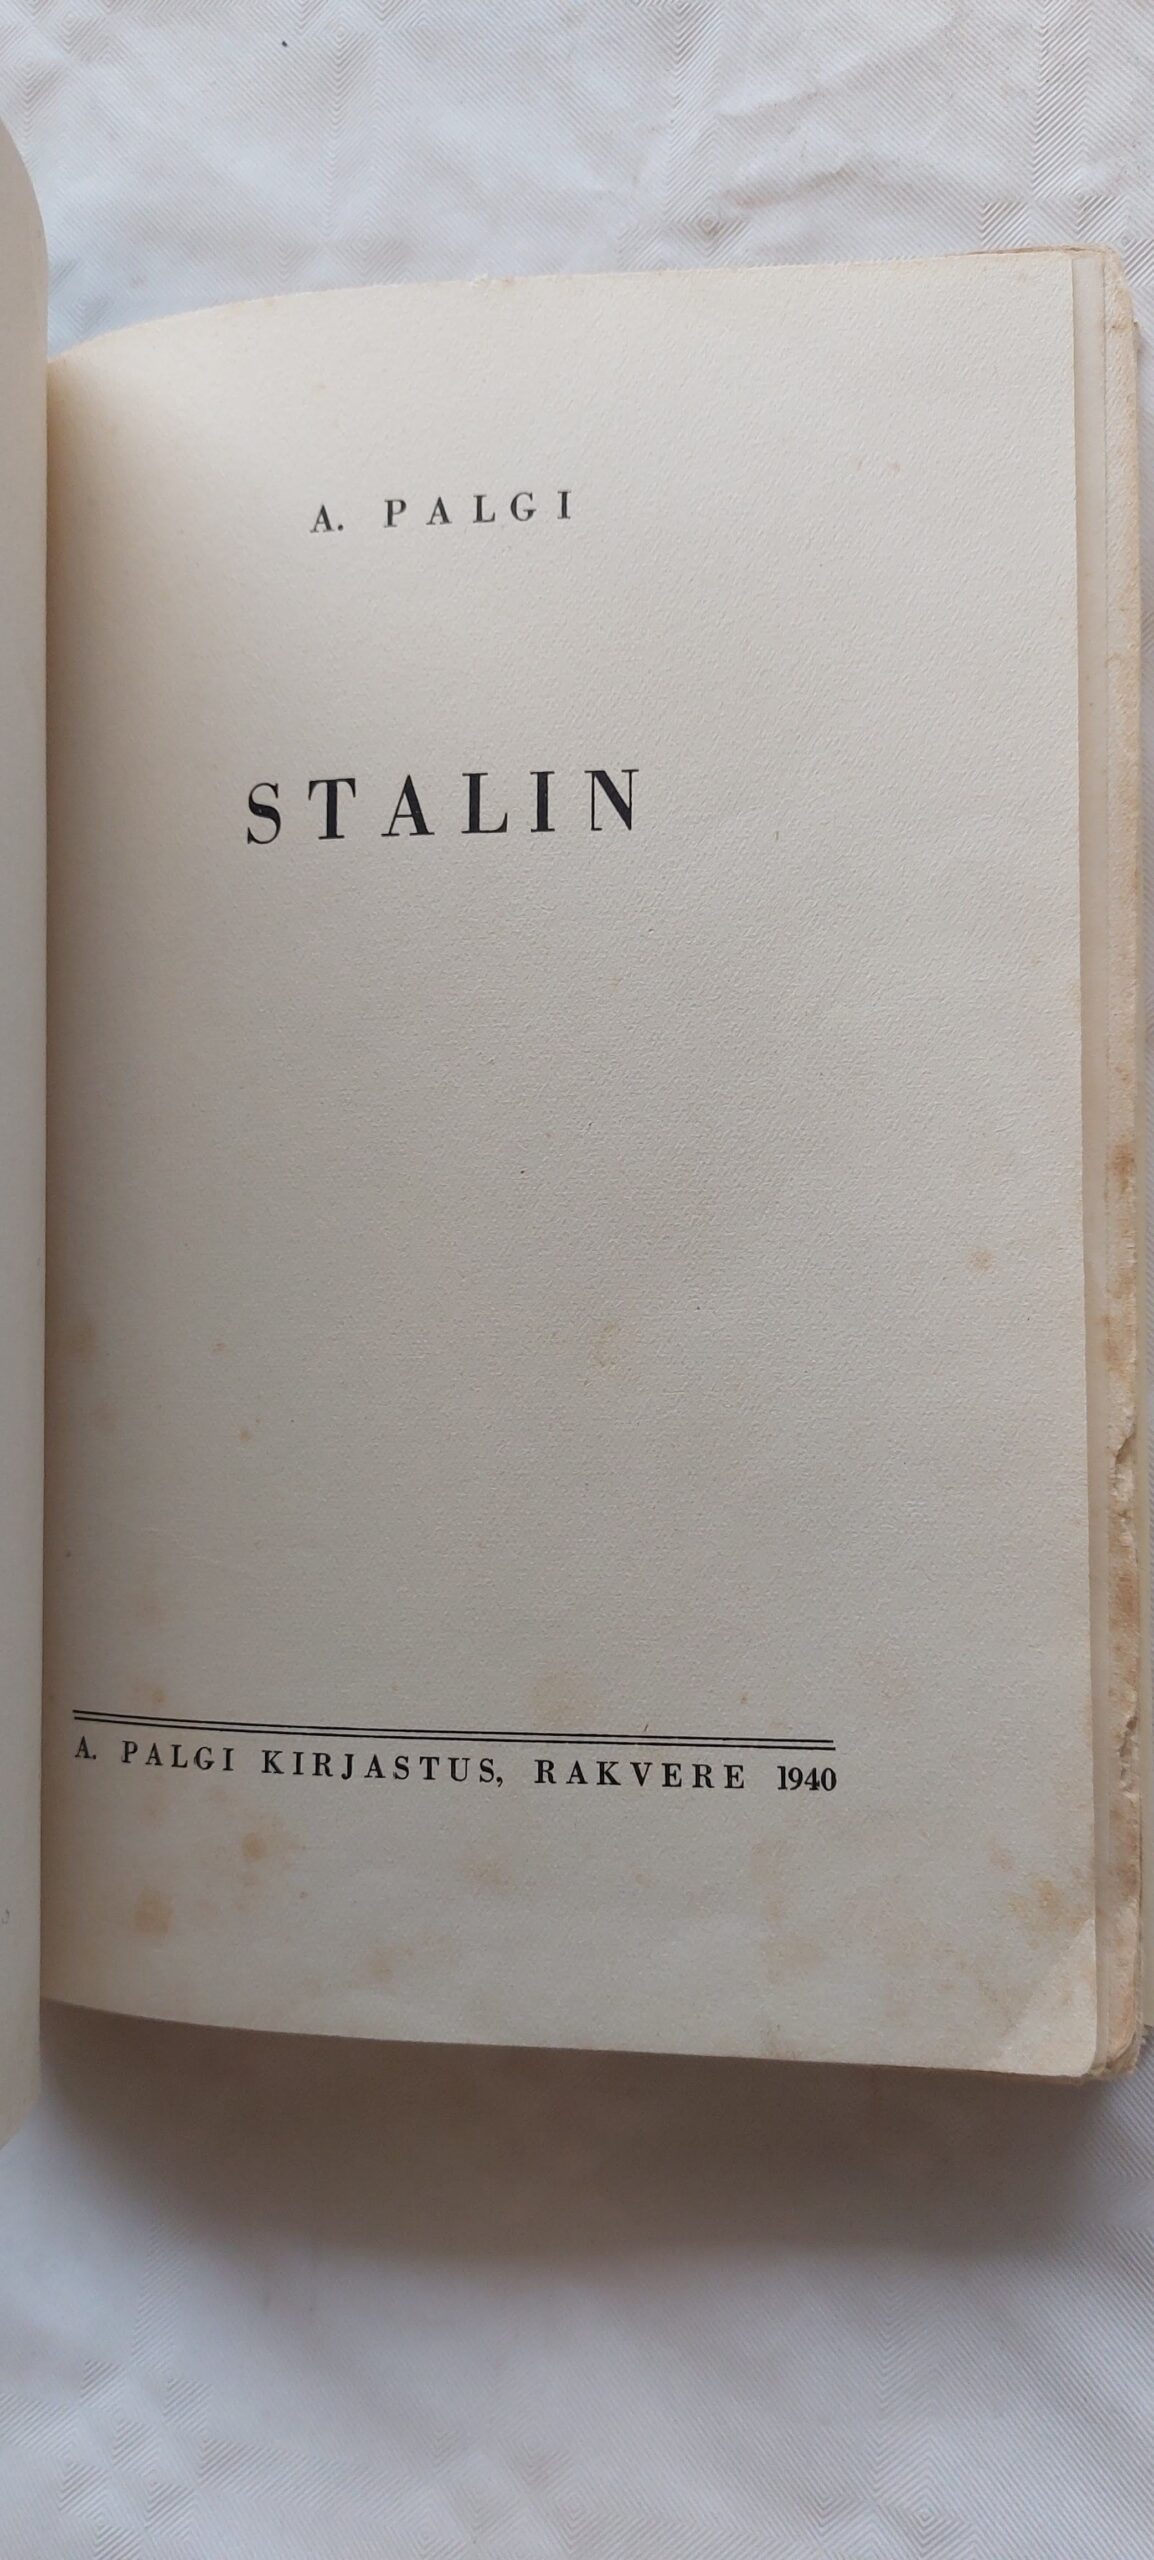 A. PALGI
STALIN
A. PALGI KIRJASTUS, RAKVERE 1940